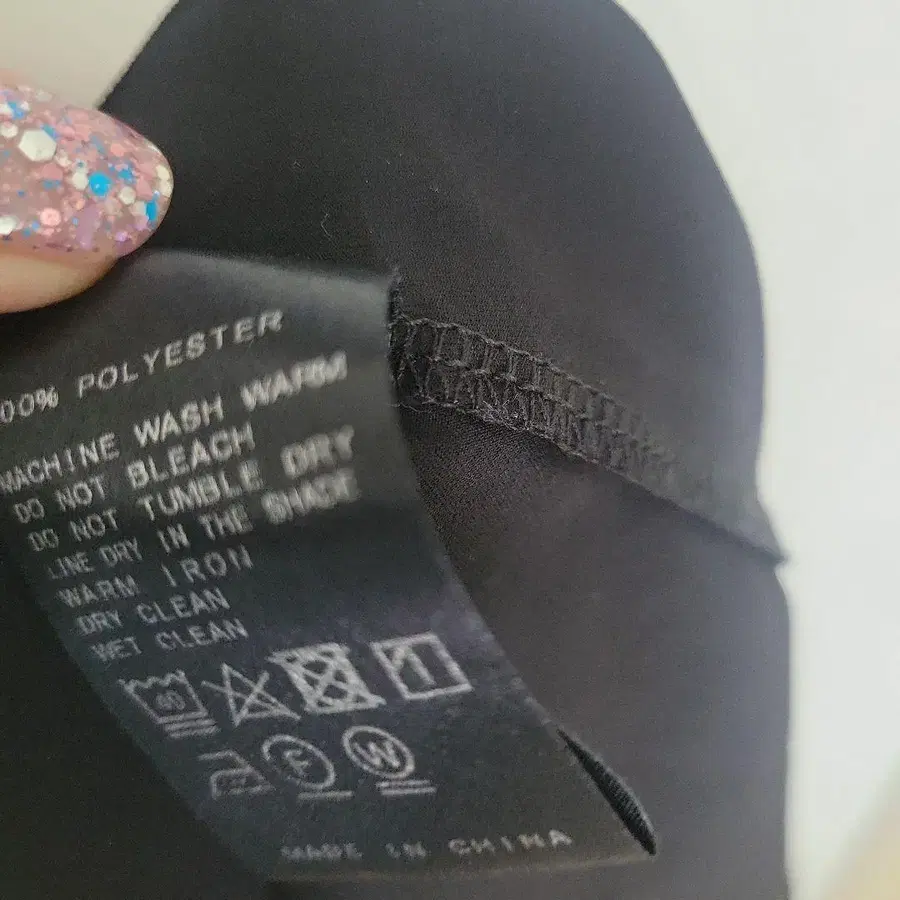 00% POLYESTER
MACHINE WASH WARM
DO NOT BLEACH
DO NOT TUMBLE DRY
LINE DRY IN THE SHADE
WARM IRON
DRY CLEAN
WET CLEAN
F W
MADE IN CHINA